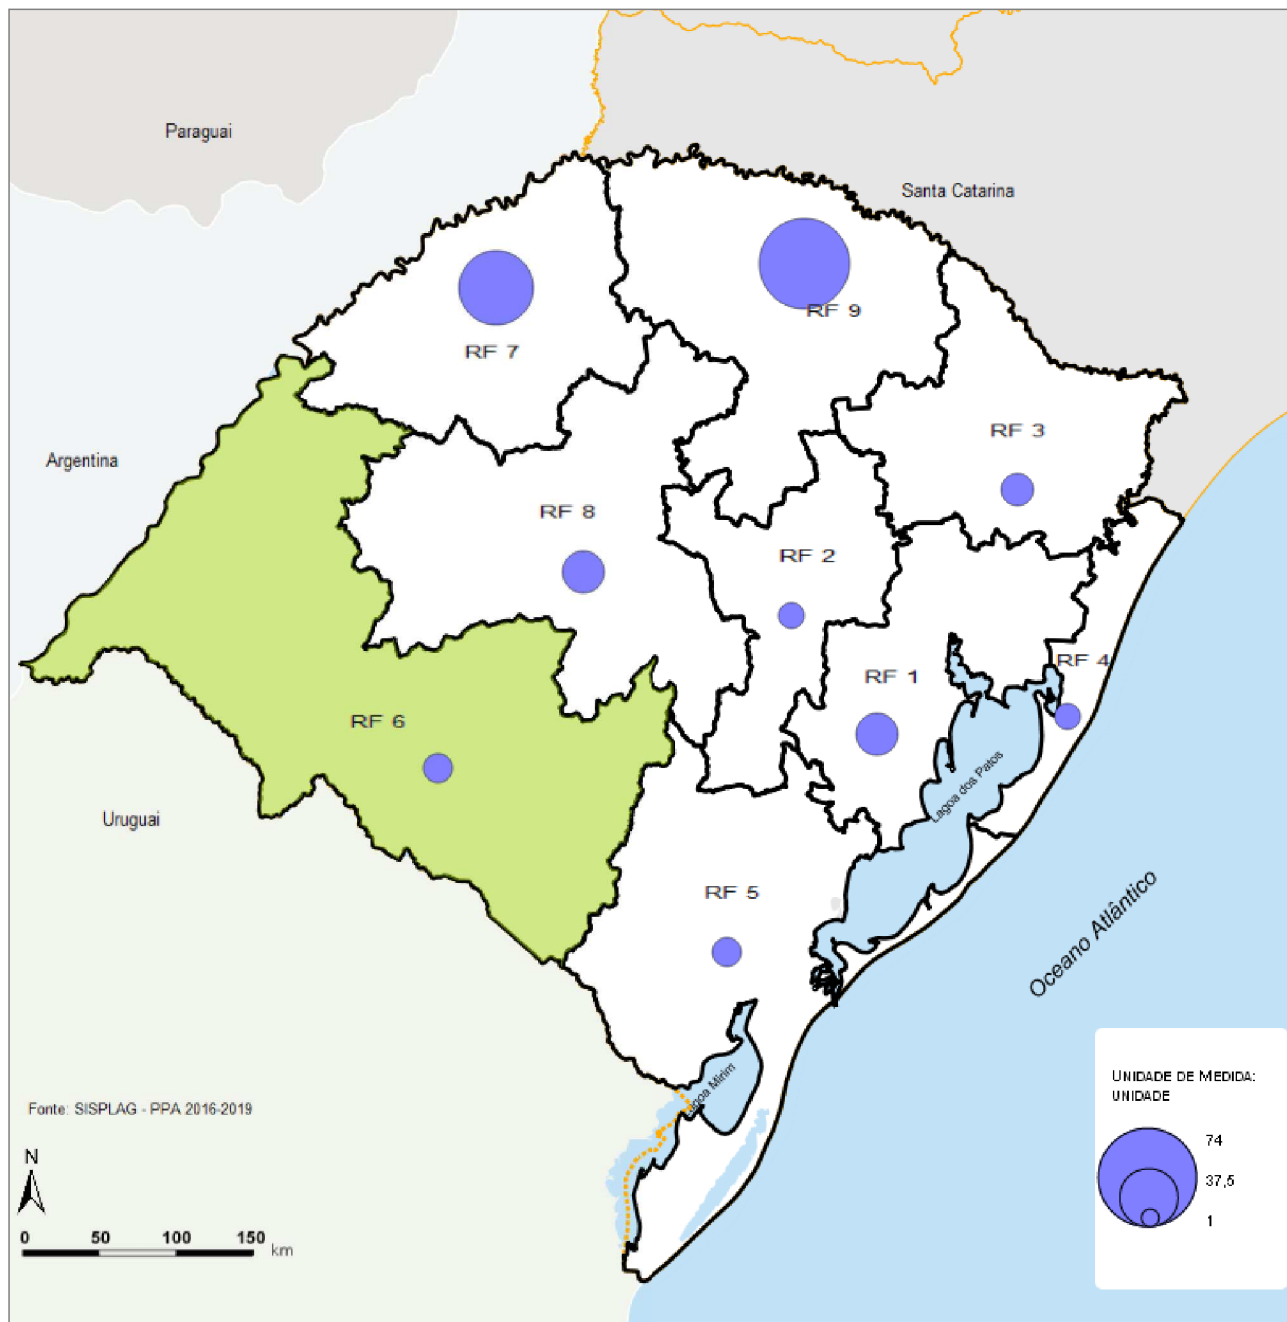 Paraguai
Santa Catarina
RF 9
RF 7
RF 3
Argentina
RF 8
RF 2
RF 4
RF 1
RF 6
Lagoa dos Patos
Uruguai
RF 5
Oceano Atlântico
Lagoa Mirim
UNIDADE DE MEDIDA:
UNIDADE
74
37,5
1
Fonte: SISPLAG - PPA 2016-2019
N
0 50 100 150
km